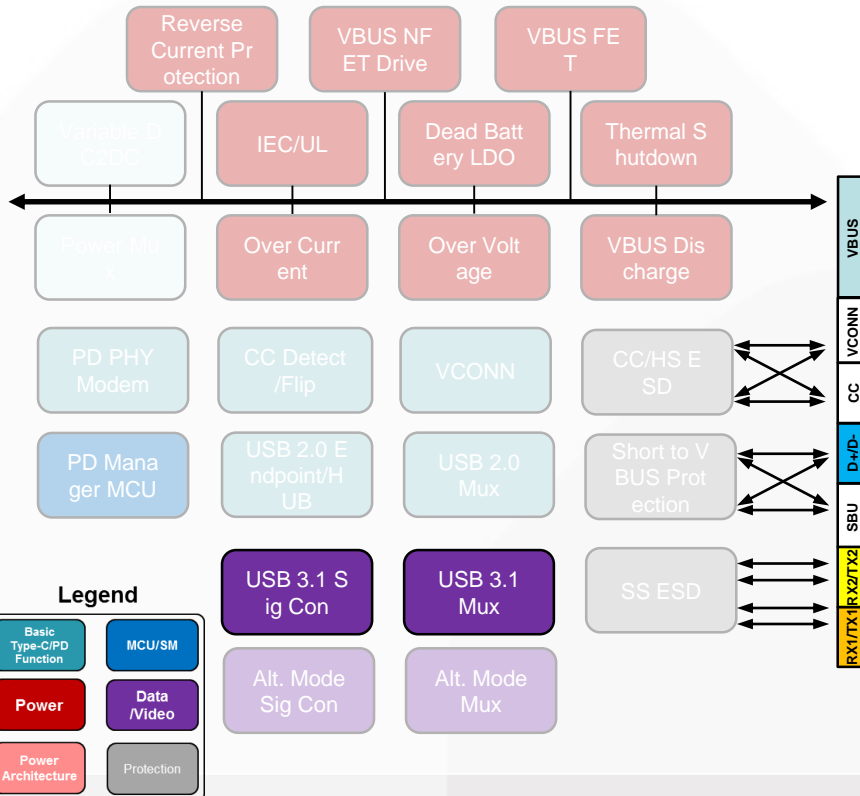 Reverse
Current Pr
otection
VBUS NF
ET Drive
VBUS FE
T
Variable D
C2DC
IEC/UL
Dead Batt
ery LDO
Thermal S
hutdown
Power Mu
x
Over Curr
ent
Over Volt
age
VBUS Dis
charge
VBUS
PD PHY
Modem
CC Detect
/Flip
VCONN
CC/HS E
SD
VCONN
CC
PD Mana
ger MCU
USB 2.0 E
ndpoint/H
UB
USB 2.0
Mux
Short to V
BUS Prot
ection
D+/D-
SBU
USB 3.1 S
ig Con
USB 3.1
Mux
SS ESD
RX2/TX2
RX1/TX1
Alt. Mode
Sig Con
Alt. Mode
Mux
Legend
Basic
Type-C/PD
Function
MCU/SM
Power
Data
/Video
Power
Architecture
Protection